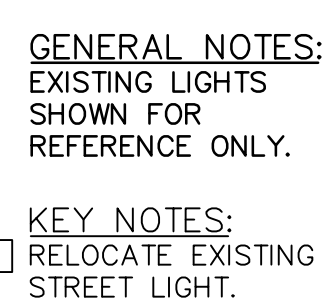 GENERAL NOTES:
EXISTING LIGHTS
SHOWN FOR
REFERENCE ONLY.
KEY NOTES:
RELOCATE EXISTING
STREET LIGHT.